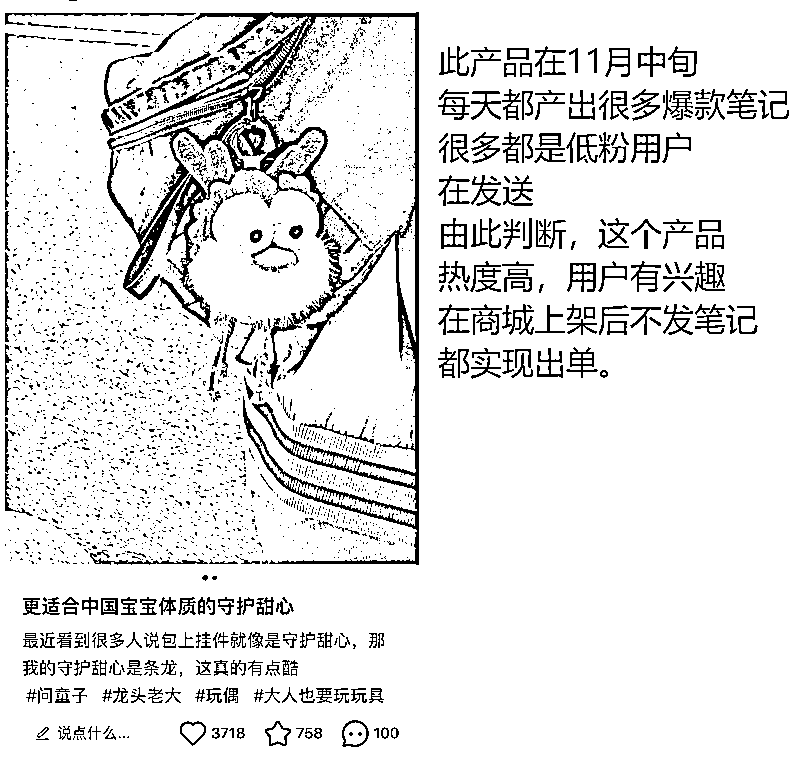 此产品在11月中旬
每天都产出很多爆款笔记
很多都是低粉用户
在发送
由此判断，这个产品
热度高，用户有兴趣
在商城上架后不发笔记
都实现出单。
更适合中国宝宝体质的守护甜心
最近看到很多人说包上挂件就像是守护甜心，那
我的守护甜心是条龙，这真的有点酷
#问童子 #龙头老大 #玩偶 #大人也要玩玩具
说点什么... 3718 758 100